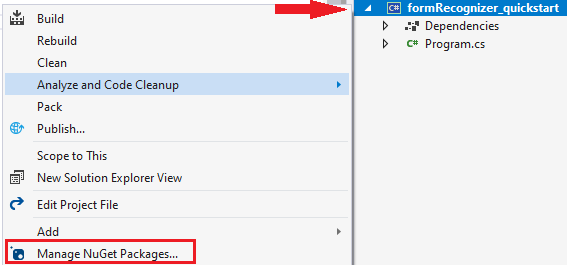 Build
Rebuild
Clean
Analyze and Code Cleanup
Pack
Publish...
Scope to This
New Solution Explorer View
Edit Project File
Add
Manage NuGet Packages...
C# formRecognizer_quickstart
Dependencies
C# Program.cs